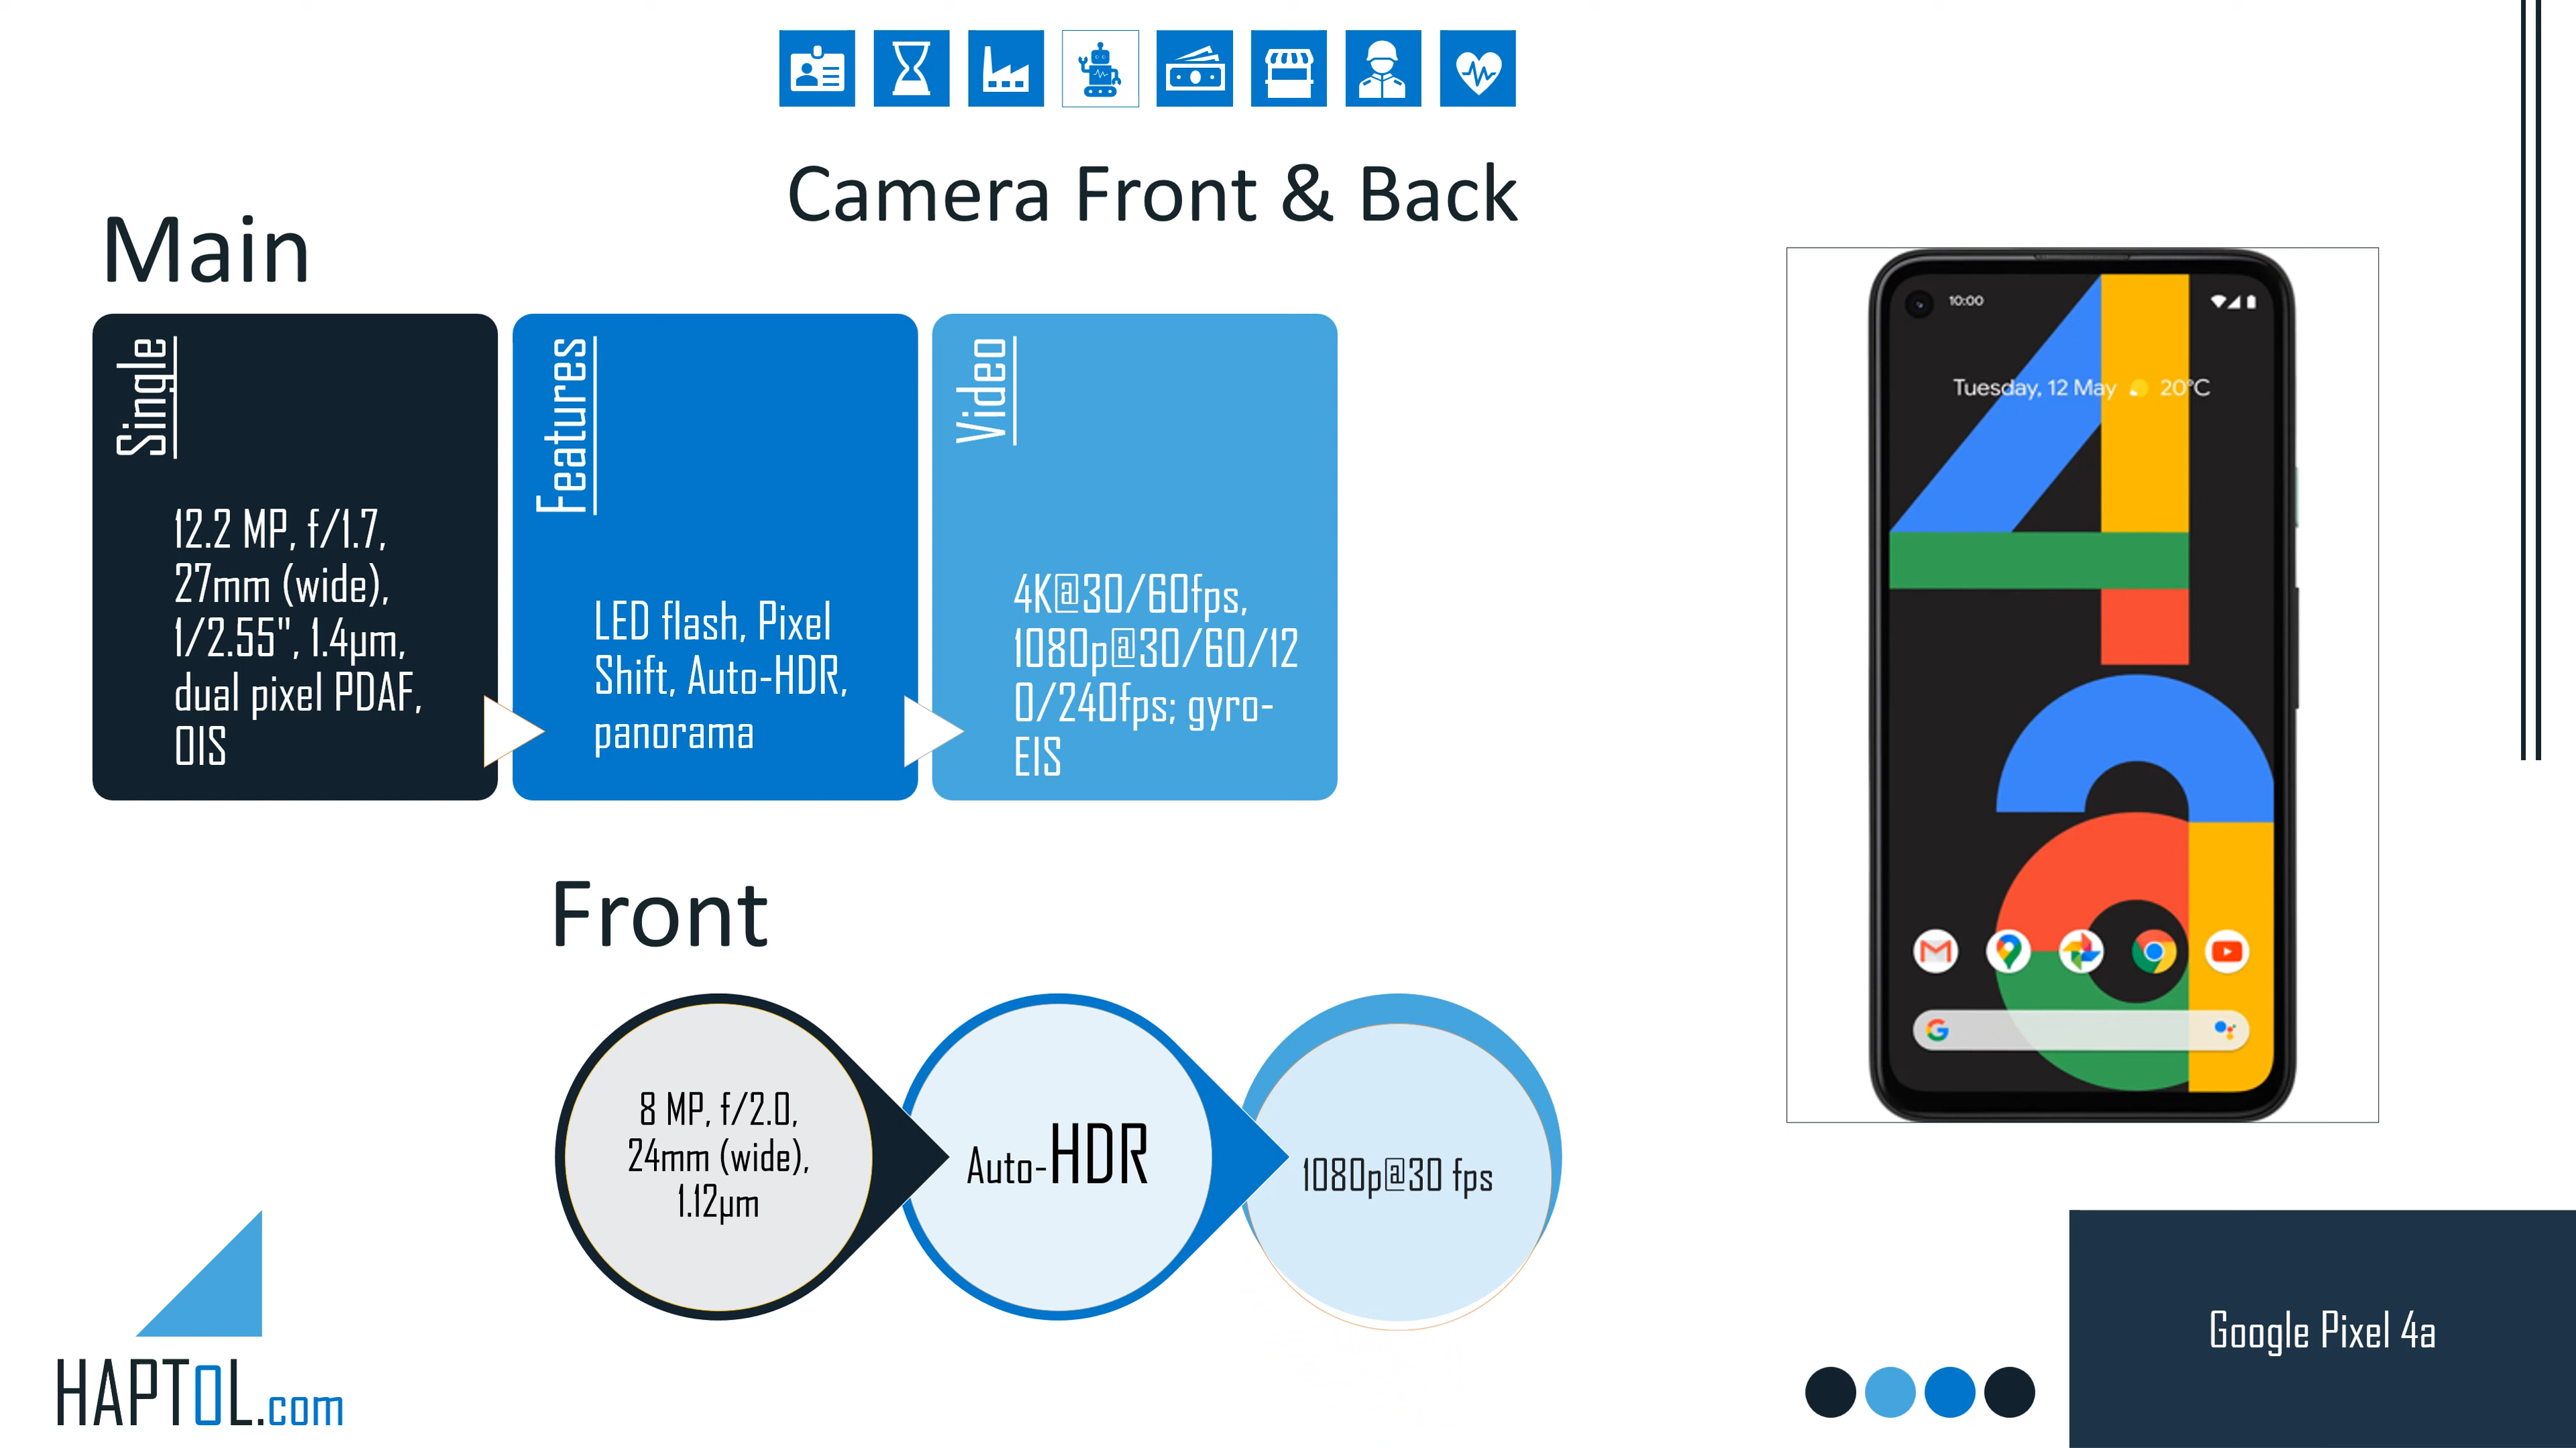 Camera Front & Back
Main
Single
12.2 MP, f/1.7,
27mm (wide),
1/2.55", 1.4µm,
dual pixel PDAF,
OIS
Features
LED flash, Pixel
Shift, Auto-HDR,
panorama
Video
4K@30/60fps,
1080p@30/60/12
0/240fps; gyro-
EIS
10:00
Tuesday, 12 May 20°C
Front
8 MP, f/2.0,
24mm (wide),
1.12µm
Auto-HDR
1080p@30 fps
HAPTOL.com
Google Pixel 4a